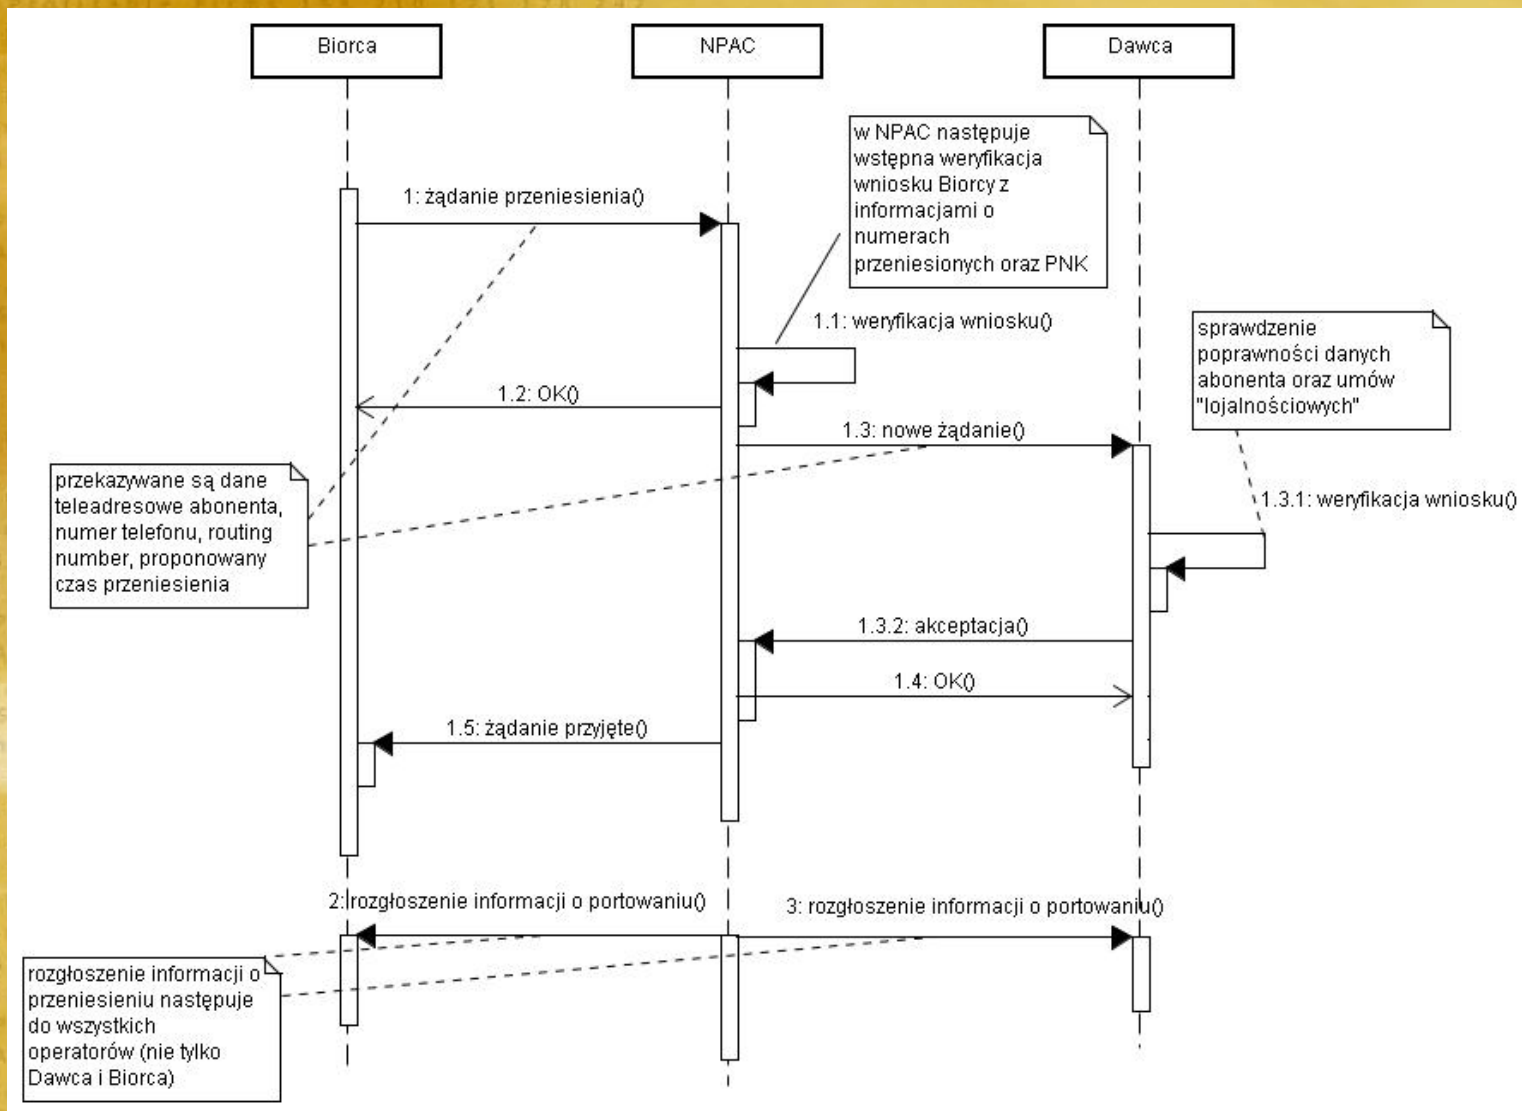 Biorca
NPAC
Dawca
w NPAC następuje
wstępna weryfikacja
wniosku Biorcy z
informacjami o
numerach
przeniesionych oraz PNK
1: żądanie przeniesienia()
1.1: weryfikacja wniosku()
sprawdzenie
poprawności danych
abonenta oraz umów
"lojalnościowych"
1.2: OK()
1.3: nowe żądanie()
przekazywane są dane
teleadresowe abonenta,
numer telefonu, routing
number, proponowany
czas przeniesienia
1.3.1: weryfikacja wniosku()
1.3.2: akceptacja()
1.4: OK()
1.5: żądanie przyjęte()
2: rozgłoszenie informacji o portowaniu()
3: rozgłoszenie informacji o portowaniu()
rozgłoszenie informacji o
przeniesieniu następuje
do wszystkich
operatorów (nie tylko
Dawca i Biorca)